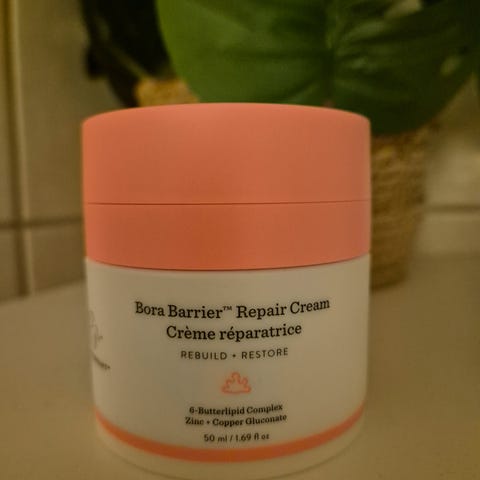 Bora Barrier™ Repair Cream
Crème réparatrice
REBUILD + RESTORE
6-Butterlipid Complex
Zinc + Copper Gluconate
50 ml / 1.69 fl oz